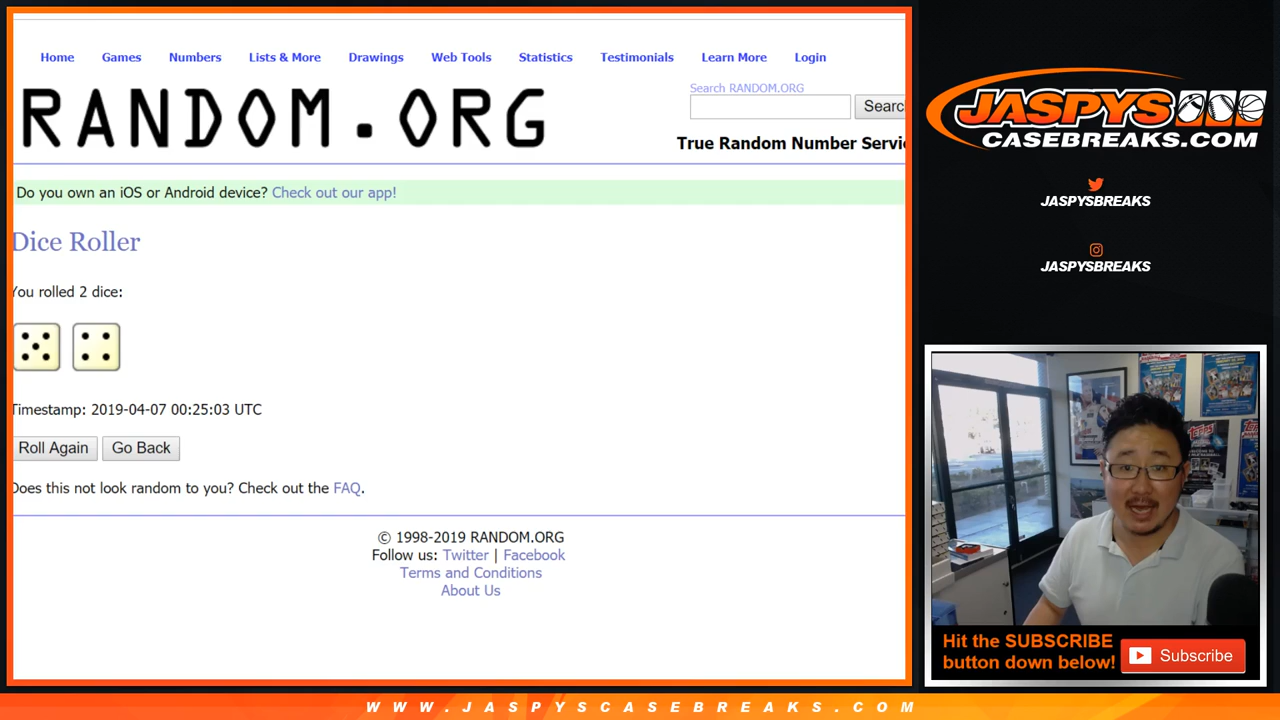 Home Games Numbers Lists & More Drawings Web Tools Statistics Testimonials Learn More Login
Search RANDOM.ORG
RANDOM.ORG
Searc
True Random Number Servi
Do you own an iOS or Android device? Check out our app!
Dice Roller
You rolled 2 dice:
Timestamp: 2019-04-07 00:25:03 UTC
Roll Again Go Back
Does this not look random to you? Check out the FAQ.
© 1998-2019 RANDOM.ORG
Follow us: Twitter | Facebook
Terms and Conditions
About Us
JASPYS
CASEBREAKS.COM
JASPYSBREAKS
JASPYSBREAKS
TOPPS
Hit the SUBSCRIBE
button down below!
Subscribe
WWW.JASPYSCASEBREAKS.COM